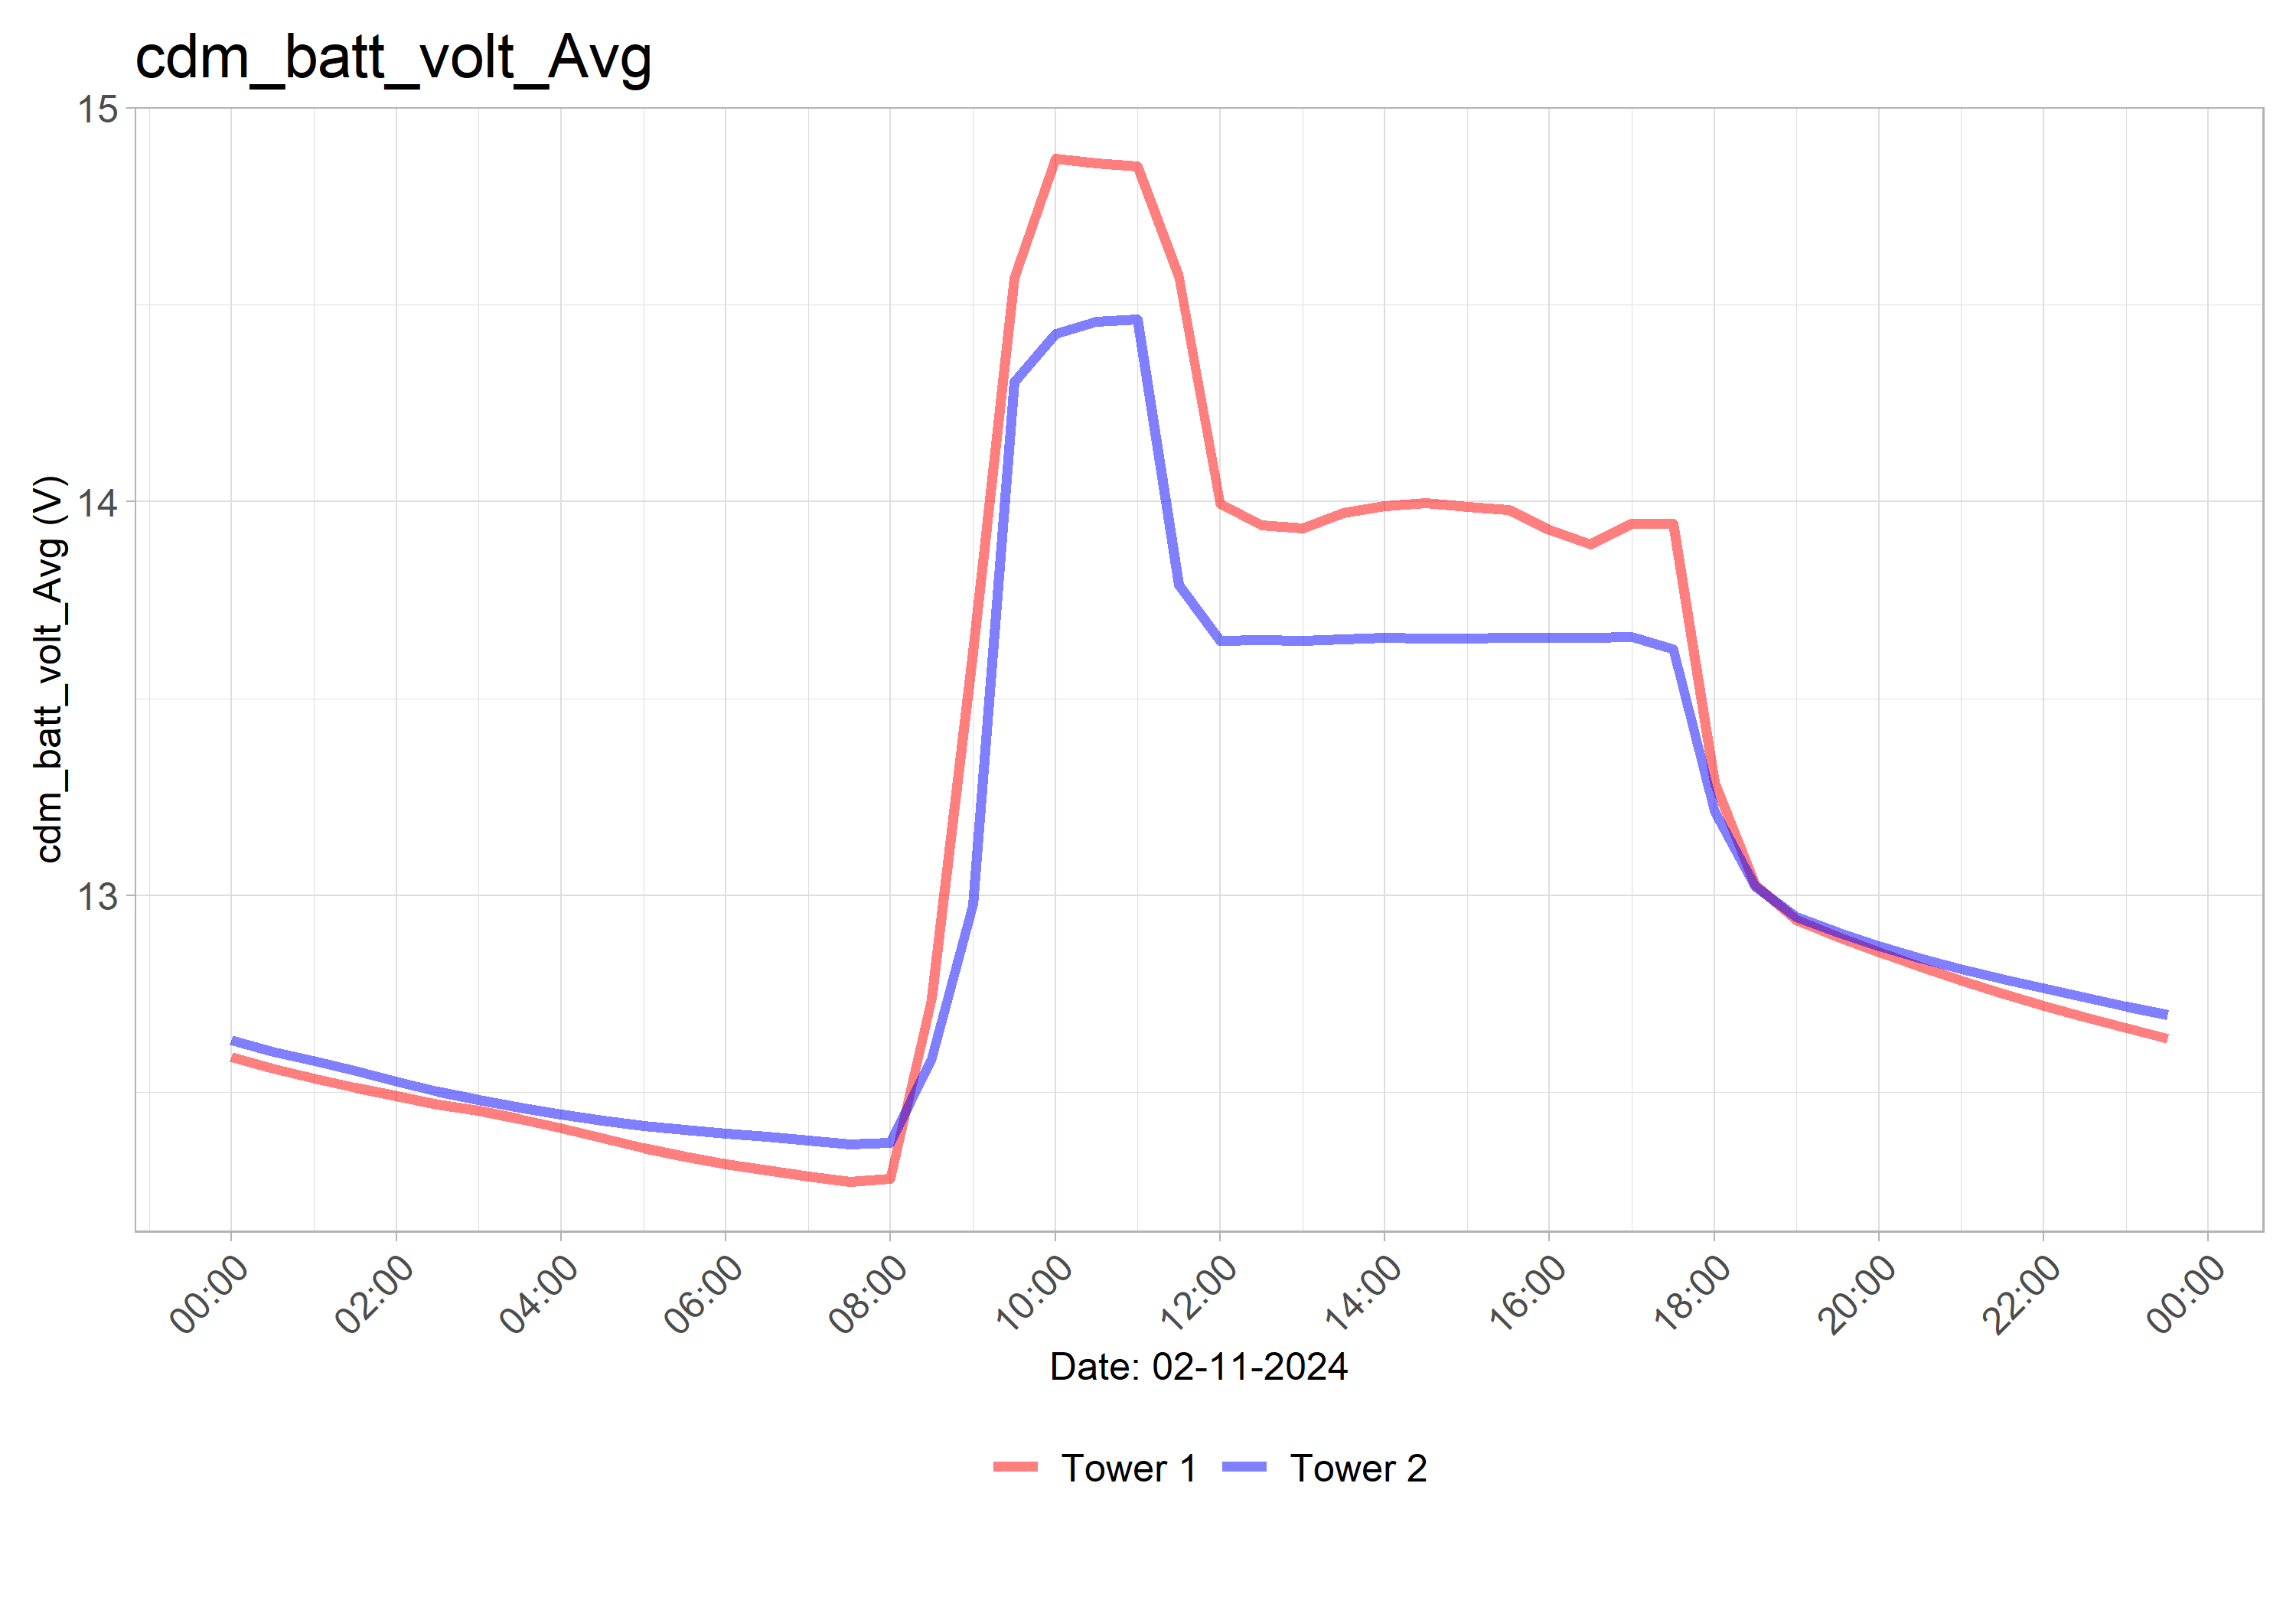 cdm_batt_volt_Avg
15
14
13
cdm_batt_volt_Avg (V)
00:00 02:00 04:00 06:00 08:00 10:00 12:00 14:00 16:00 18:00 20:00 22:00 00:00
Date: 02-11-2024
Tower 1 Tower 2